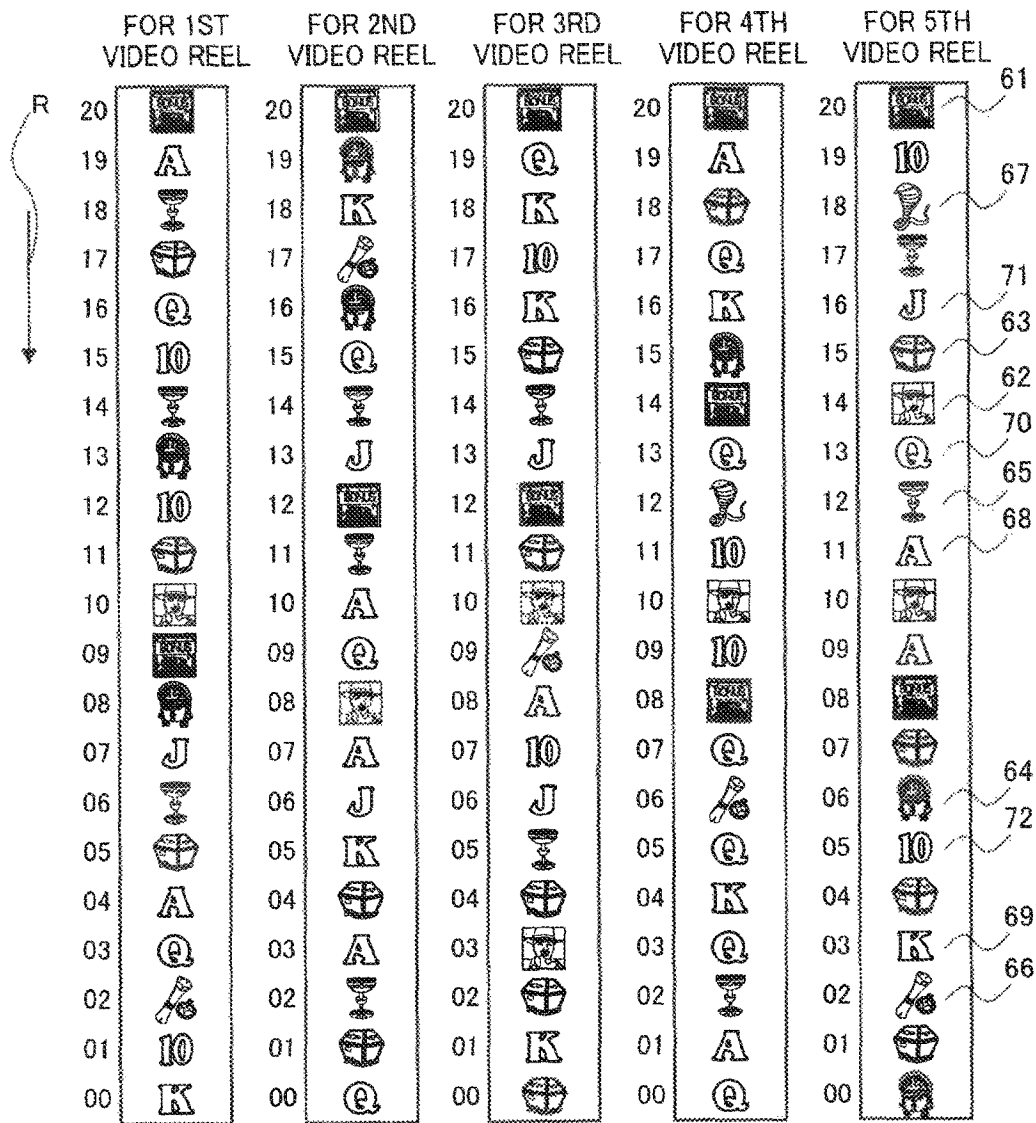 FOR 1ST VIDEO REEL
FOR 2ND VIDEO REEL
FOR 3RD VIDEO REEL
FOR 4TH VIDEO REEL
FOR 5TH VIDEO REEL
R
20 20 20 20 20 61
19 A 19 19 Q 19 A 19 10
18 18 K 18 K 18 18 67
17 17 17 10 17 Q 17
16 Q 16 16 K 16 K 16 J 71
15 10 15 Q 15 15 15 63
14 14 14 14 14 62
13 13 J 13 J 13 Q 13 Q 70
12 10 12 12 12 12 65
11 11 11 11 10 11 A 68
10 10 A 10 10 10
09 09 Q 09 09 10 09 A
08 08 08 A 08 08
07 J 07 A 07 10 07 Q 07
06 06 J 06 J 06 06 64
05 05 K 05 05 Q 05 10 72
04 A 04 04 04 K 04
03 Q 03 A 03 03 Q 03 K 69
02 02 02 02 02 66
01 10 01 01 K 01 A 01
00 K 00 Q 00 00 Q 00